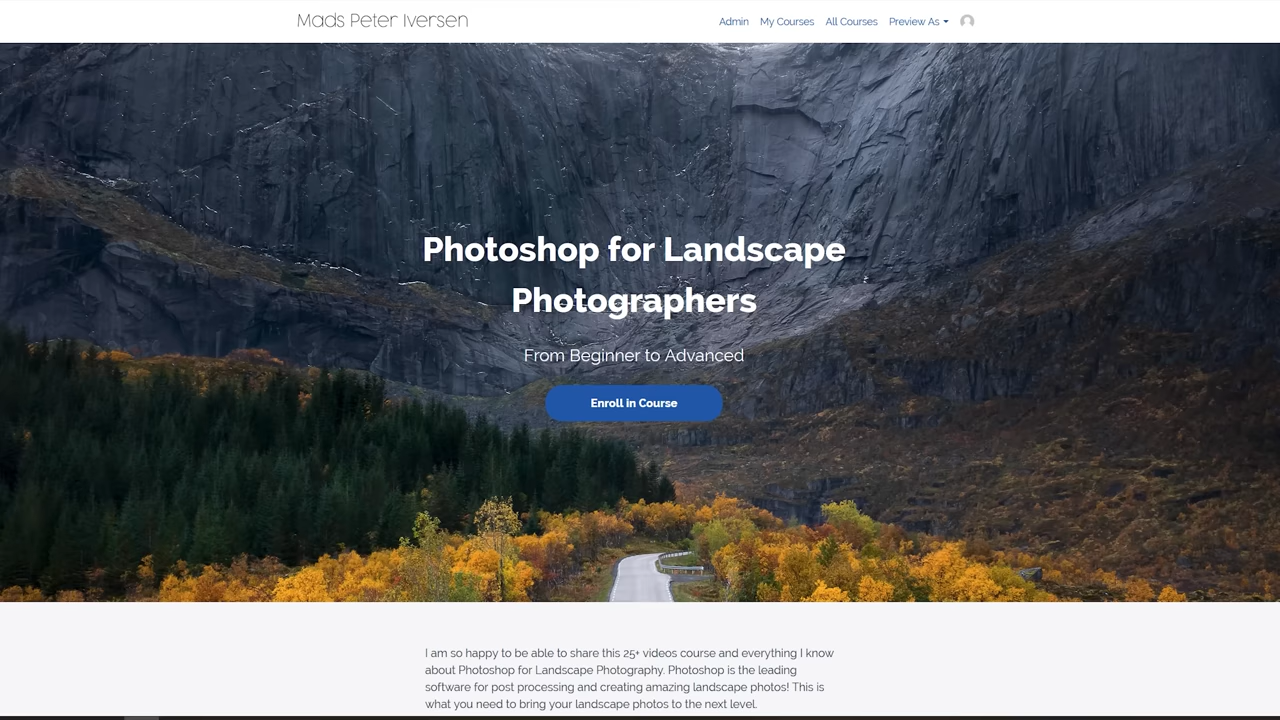 Mads Peter Iversen
Admin My Courses All Courses Preview As
Photoshop for Landscape
Photographers
From Beginner to Advanced
Enroll in Course
I am so happy to be able to share this 25+ videos course and everything I know
about Photoshop for Landscape Photography. Photoshop is the leading
software for post processing and creating amazing landscape photos! This is
what you need to bring your landscape photos to the next level.